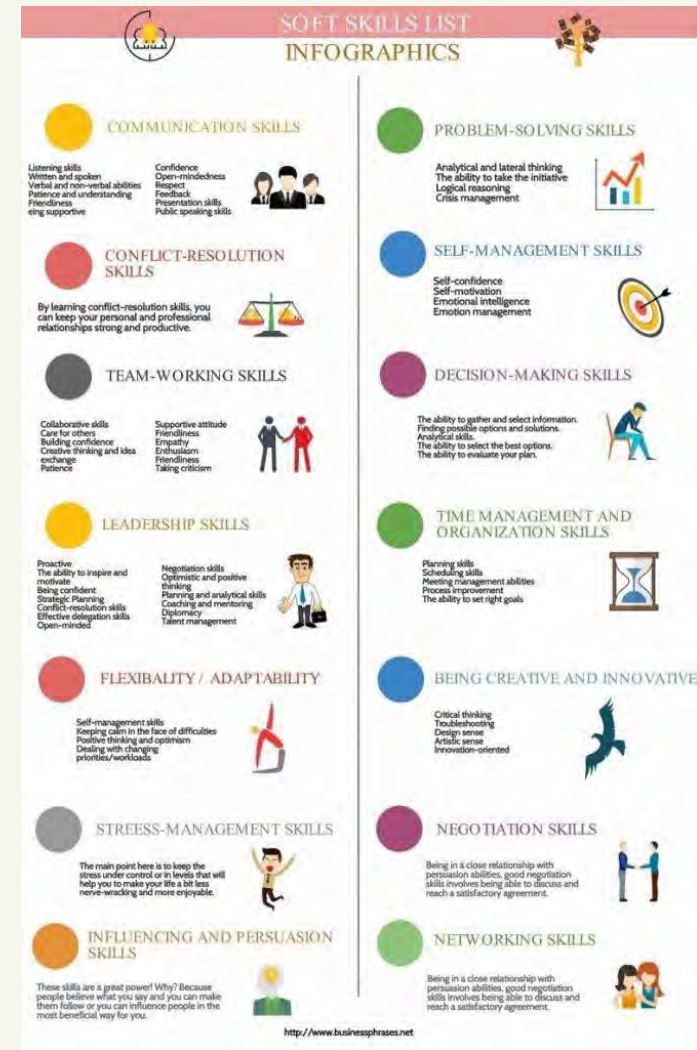 SOFT SKILLS LIST
INFOGRAPHICS
COMMUNICATION SKILLS
Listening skills
Written and spoken
Verbal and non-verbal abilities
Patience and understanding
Friendliness
eing supportive
Confidence
Open-mindedness
Respect
Feedback
Presentation skills
Public speaking skills
CONFLICT-RESOLUTION
SKILLS
By learning conflict-resolution skills, you
can keep your personal and professional
relationships strong and productive.
TEAM-WORKING SKILLS
Collaborative skills
Care for others
Building confidence
Creative thinking and idea
exchange
Patience
Supportive attitude
Friendliness
Empathy
Enthusiasm
Friendliness
Taking criticism
LEADERSHIP SKILLS
Proactive
The ability to inspire and
motivate
Being confident
Strategic Planning
Conflict-resolution skills
Effective delegation skills
Open-minded
Negotiation skills
Optimistic and positive
thinking
Planning and analytical skills
Coaching and mentoring
Diplomacy
Talent management
FLEXIBALITY / ADAPTABILITY
Self-management skills
Keeping calm in the face of difficulties
Positive thinking and optimism
Dealing with changing
priorities/workloads
STREESS-MANAGEMENT SKILLS
The main point here is to keep the
stress under control or in levels that will
help you to make your life a bit less
nerve-wracking and more enjoyable.
INFLUENCING AND PERSUASION
SKILLS
These skills are a great power! Why? Because
people believe what you say and you can make
them follow or you can influence people in the
most beneficial way for you.
PROBLEM-SOLVING SKILLS
Analytical and lateral thinking
The ability to take the initiative
Logical reasoning
Crisis management
SELF-MANAGEMENT SKILLS
Self-confidence
Self-motivation
Emotional intelligence
Emotion management
DECISION-MAKING SKILLS
The ability to gather and select information.
Finding possible options and solutions.
Analytical skills.
The ability to select the best options.
The ability to evaluate your plan.
TIME MANAGEMENT AND
ORGANIZATION SKILLS
Planning skills
Scheduling skills
Meeting management abilities
Process improvement
The ability to set right goals
BEING CREATIVE AND INNOVATIVE
Critical thinking
Troubleshooting
Design sense
Artistic sense
Innovation-oriented
NEGOTIATION SKILLS
Being in a close relationship with
persuasion abilities, good negotiation
skills involves being able to discuss and
reach a satisfactory agreement.
NETWORKING SKILLS
Being in a close relationship with
persuasion abilities, good negotiation
skills involves being able to discuss and
reach a satisfactory agreement.
http://www.businessphrases.net